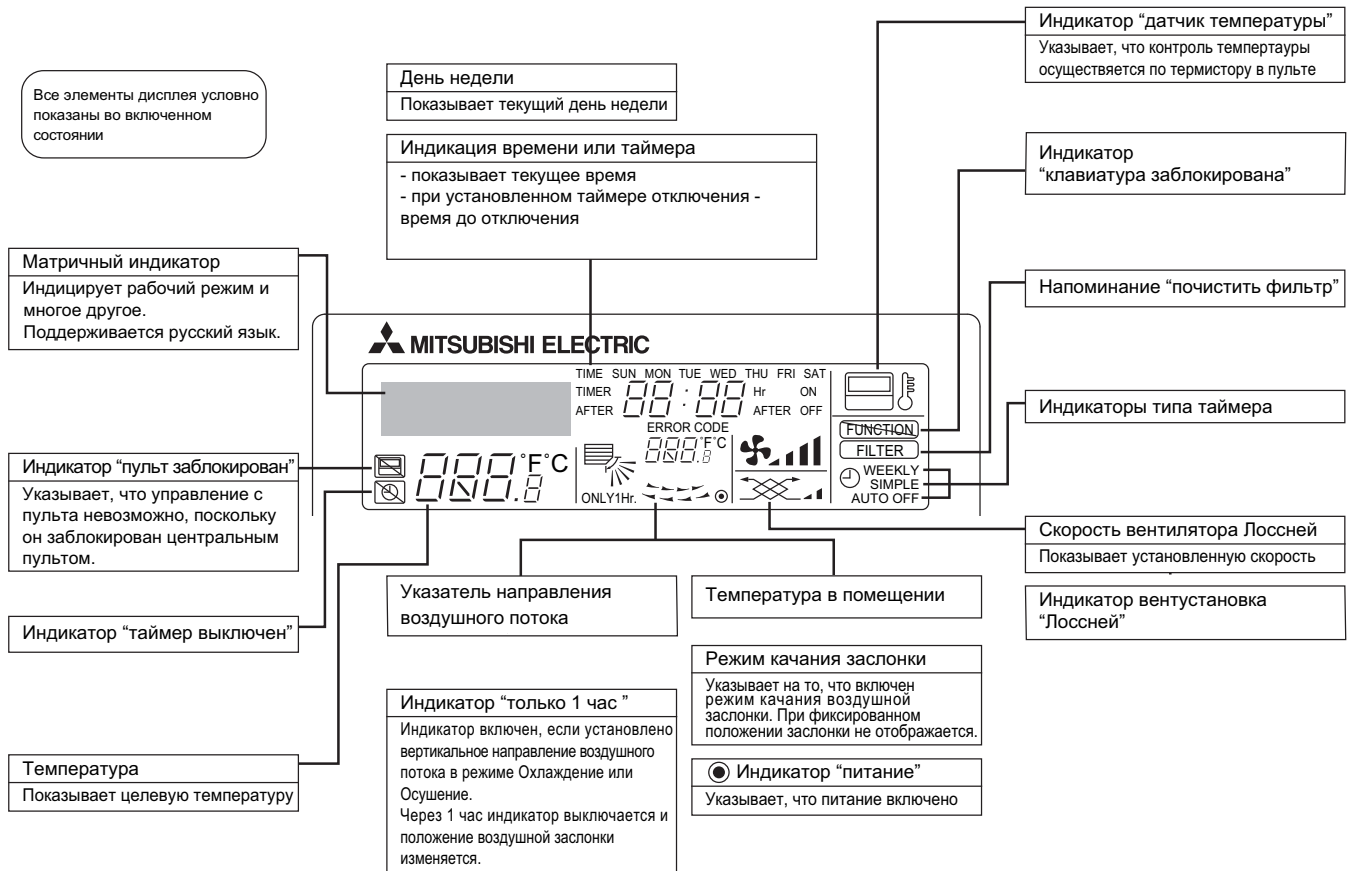 Все элементы дисплея условно
показаны во включенном
состоянии
День недели
Показывает текущий день недели
Индикация времени или таймера
- показывает текущее время
- при установленном таймере отключения -
время до отключения
Индикатор “датчик температуры”
Указывает, что контроль темпертауры
осуществяется по термистору в пульте
Индикатор
“клавиатура заблокирована”
Напоминание “почистить фильтр”
Индикаторы типа таймера
Скорость вентилятора Лоссней
Показывает установленную скорость
Индикатор вентустановка
“Лоссней”
Матричный индикатор
Индицирует рабочий режим и
многое другое.
Поддерживается русский язык.
Индикатор “пульт заблокирован”
Указывает, что управление с
пульта невозможно, поскольку
он заблокирован центральным
пультом.
Индикатор “таймер выключен”
Температура
Показывает целевую температуру
MITSUBISHI ELECTRIC
TIME SUN MON TUE WED THU FRI SAT
TIMER 88:88 Hr ON
AFTER AFTER OFF
ERROR CODE
888.8 °F°C
888.8 °F°C
ONLY1Hr.
FUNCTION
FILTER
WEEKLY
SIMPLE
AUTO OFF
Указатель направления
воздушного потока
Температура в помещении
Индикатор “только 1 час ”
Индикатор включен, если установлено
вертикальное направление воздушного
потока в режиме Охлаждение или
Осушение.
Через 1 час индикатор выключается и
положение воздушной заслонки
изменяется.
Режим качания заслонки
Указывает на то, что включен
режим качания воздушной
заслонки. При фиксированном
положении заслонки не отображается.
Индикатор “питание”
Указывает, что питание включено